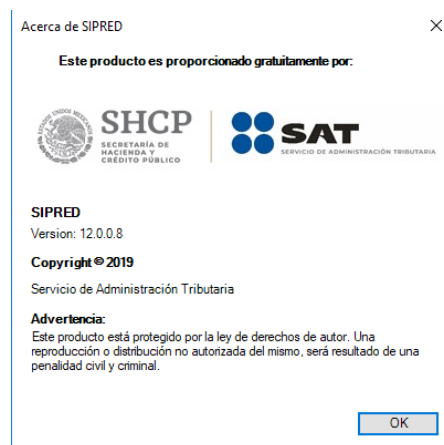 Acerca de SIPRED
Este producto es proporcionado gratuitamente por:
ESTADOS UNIDOS MEXICANOS
SHCP
SECRETARÍA DE
HACIENDA Y
CRÉDITO PÚBLICO
SAT
SERVICIO DE ADMINISTRACIÓN TRIBUTARIA
SIPRED
Version: 12.0.0.8
Copyright © 2019
Servicio de Administración Tributaria
Advertencia:
Este producto está protegido por la ley de derechos de autor. Una
reproducción o distribución no autorizada del mismo, será resultado de una
penalidad civil y criminal.
OK